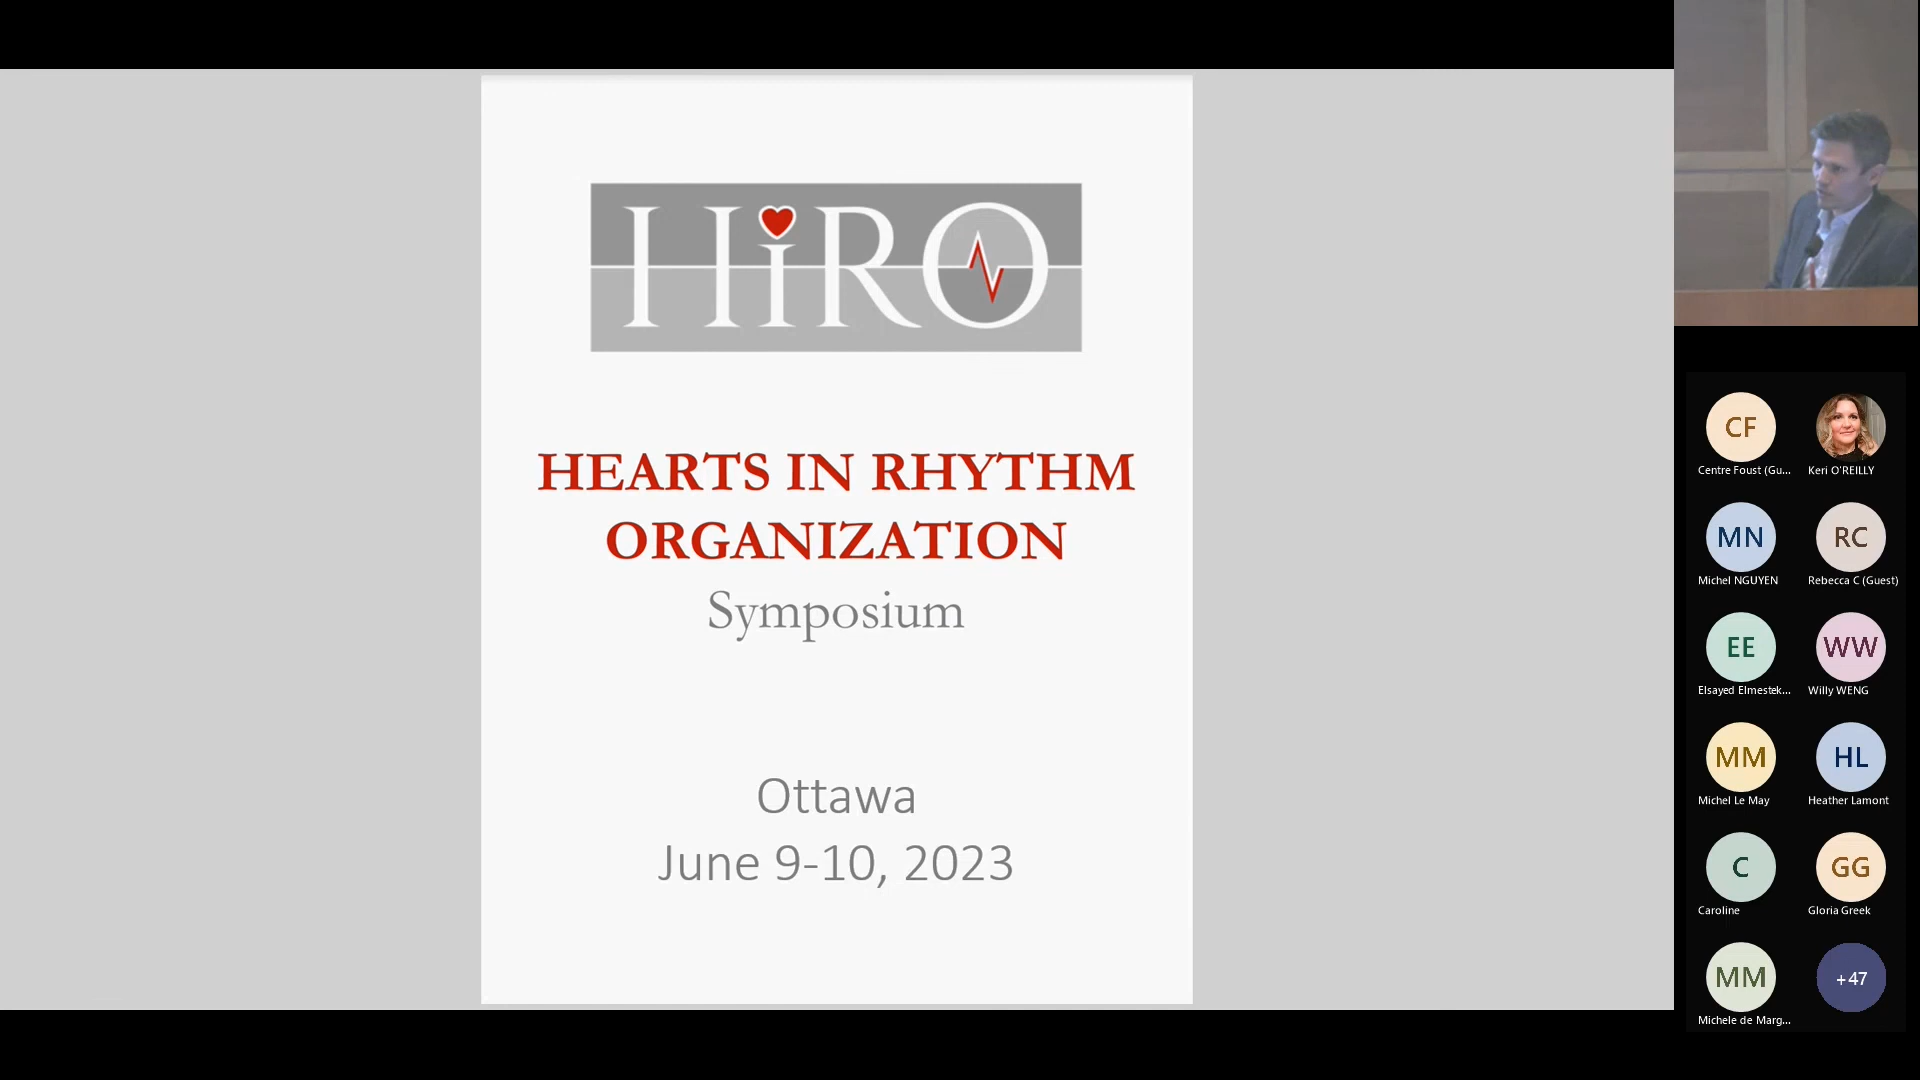 HiRO
HEARTS IN RHYTHM
ORGANIZATION
Symposium
Ottawa
June 9-10, 2023
CF
Centre Foust (Gu...
Keri O'REILLY
MN
Michel NGUYEN
RC
Rebecca C (Guest)
EE
Elsayed Elmestek...
WW
Willy WENG
MM
Michel Le May
HL
Heather Lamont
C
Caroline
GG
Gloria Greek
MM
Michele de Marg...
+47